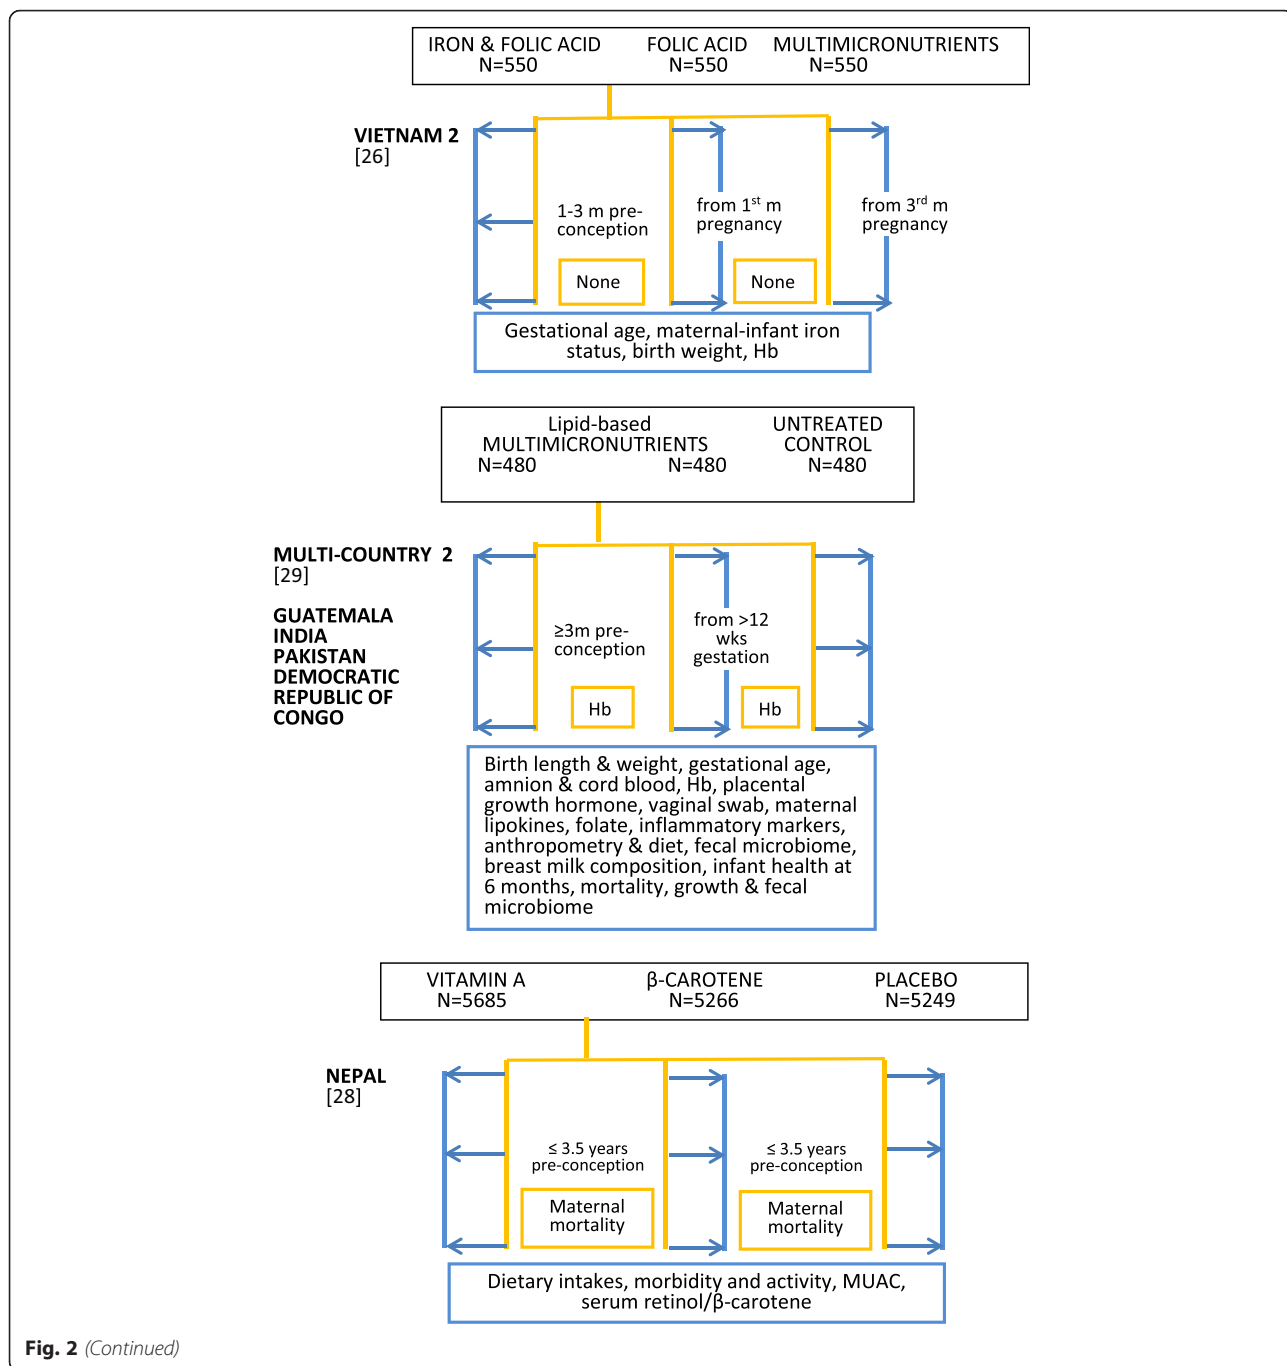 IRON & FOLIC ACID FOLIC ACID MULTIMICRONUTRIENTS
N=550 N=550 N=550
VIETNAM 2
[26]
1-3 m pre-
conception
from 1st m
pregnancy
from 3rd m
pregnancy
None
None
Gestational age, maternal-infant iron
status, birth weight, Hb
Lipid-based
MULTIMICRONUTRIENTS
UNTREATED
CONTROL
N=480 N=480 N=480
MULTI-COUNTRY 2
[29]
GUATEMALA
INDIA
PAKISTAN
DEMOCRATIC
REPUBLIC OF
CONGO
≥3m pre-
conception
from >12
wks
gestation
Hb
Hb
Birth length & weight, gestational age,
amnion & cord blood, Hb, placental
growth hormone, vaginal swab, maternal
lipokines, folate, inflammatory markers,
anthropometry & diet, fecal microbiome,
breast milk composition, infant health at
6 months, mortality, growth & fecal
microbiome
VITAMIN A β-CAROTENE PLACEBO
N=5685 N=5266 N=5249
NEPAL
[28]
≤ 3.5 years
pre-conception
≤ 3.5 years
pre-conception
Maternal
mortality
Maternal
mortality
Dietary intakes, morbidity and activity, MUAC,
serum retinol/β-carotene
Fig. 2 (Continued)